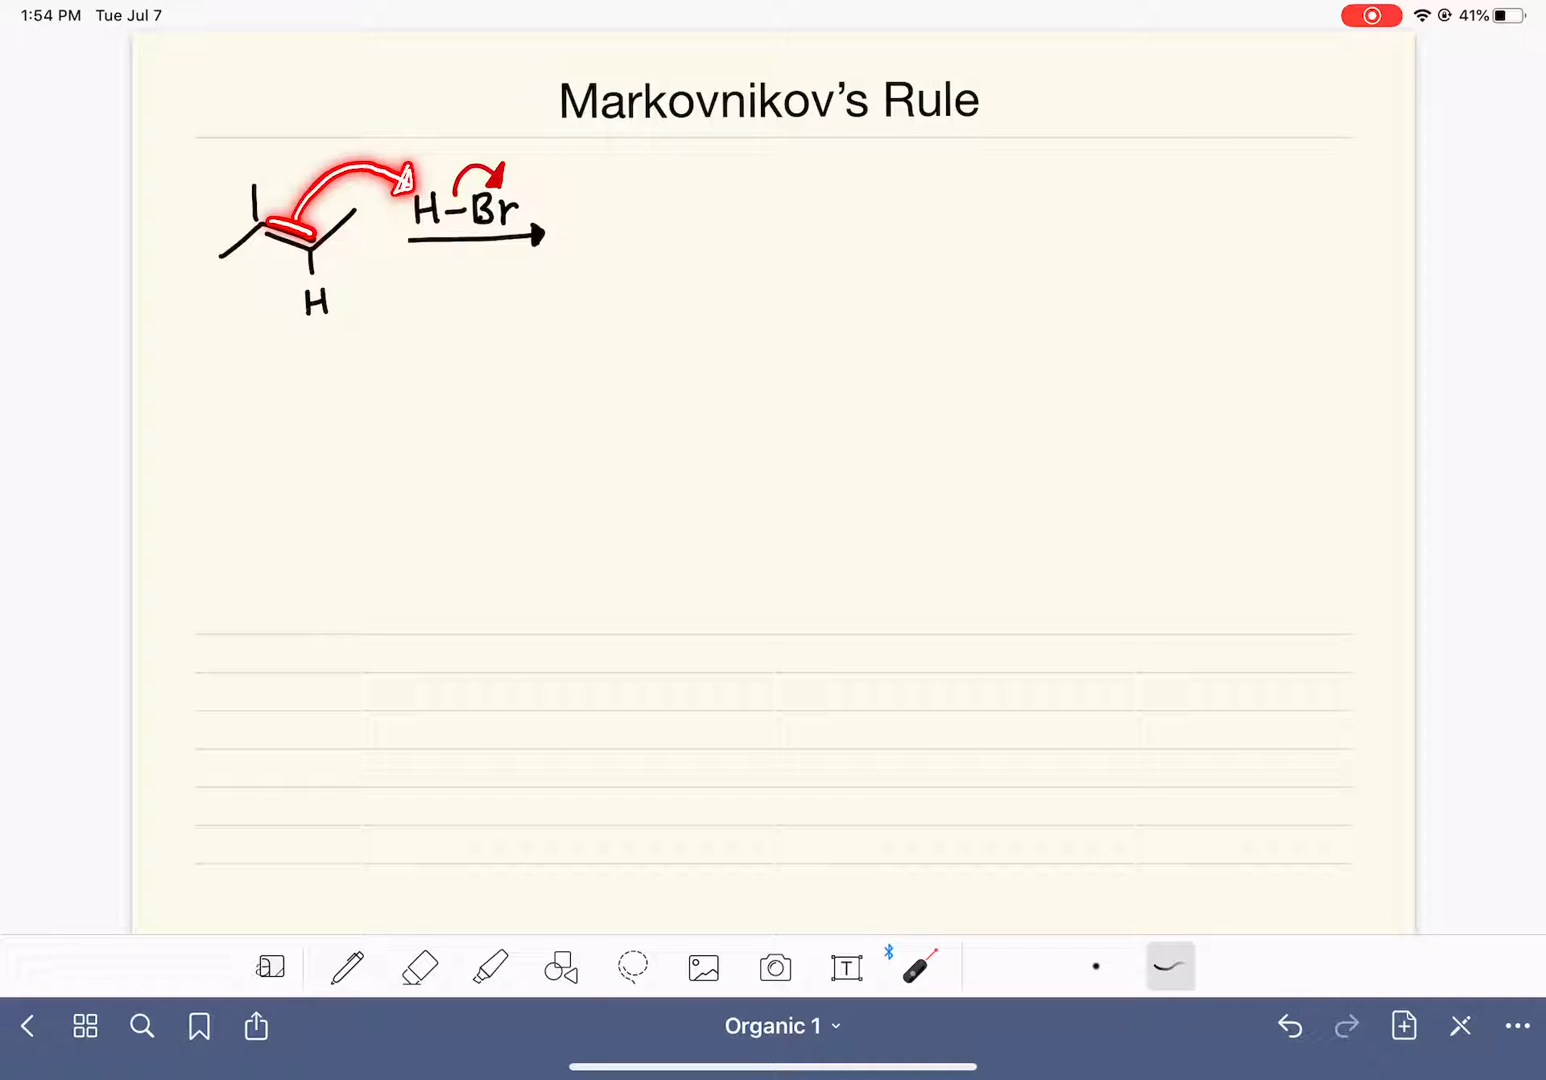 1:54 PM Tue Jul 7
41%
Markovnikov's Rule
H-Br
H
T
Organic 1